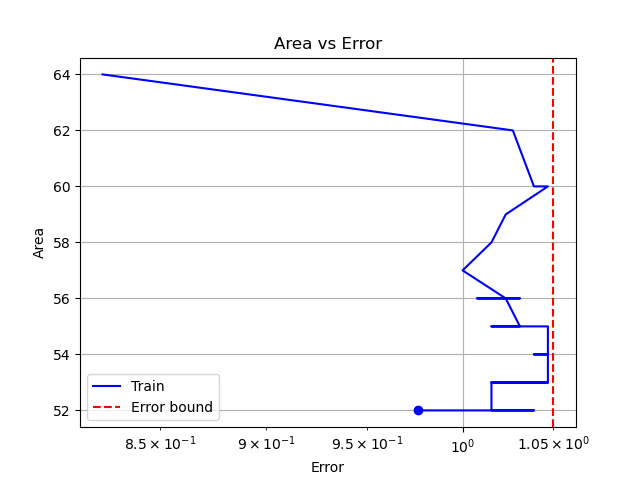 Area vs Error
64
62
60
58
56
54
52
Area
Train
Error bound
8.5 × 10⁻¹
9 × 10⁻¹
9.5 × 10⁻¹
10⁰
1.05 × 10⁰
Error